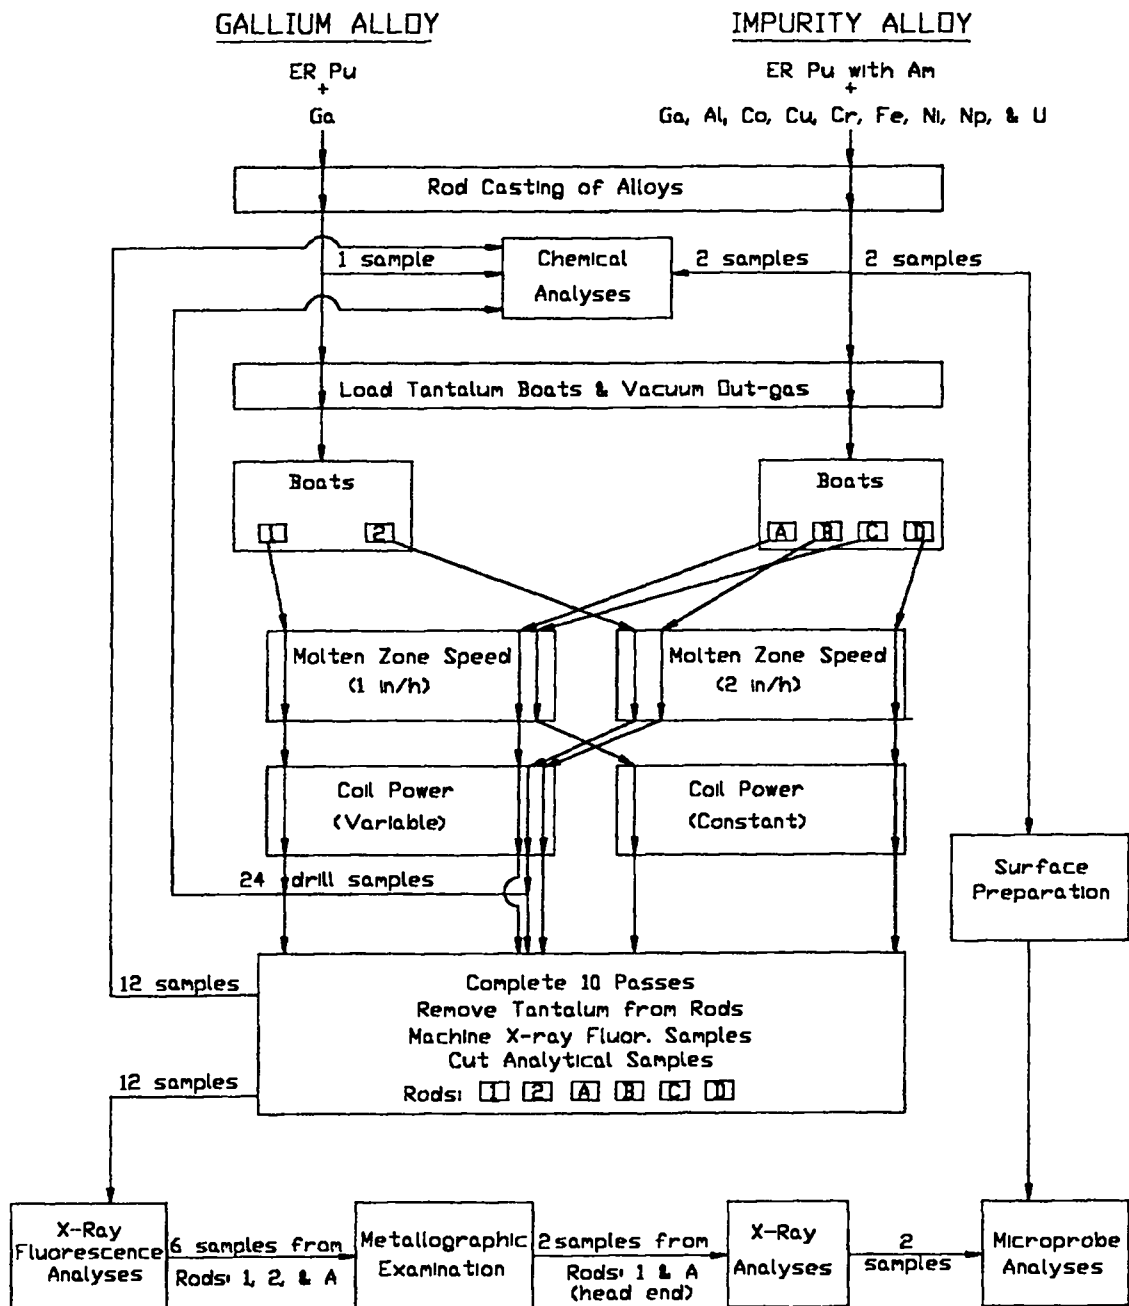 GALLIUM ALLOY
IMPURITY ALLOY
ER Pu
+
Ga
ER Pu with Am
+
Ga, Al, Co, Cu, Cr, Fe, Ni, Np, & U
Rod Casting of Alloys
1 sample
Chemical
Analyses
2 samples
2 samples
Load Tantalum Boats & Vacuum Out-gas
Boats
1 2
Boats
A B C D
Molten Zone Speed
(1 in/h)
Molten Zone Speed
(2 in/h)
Coil Power
(Variable)
Coil Power
(Constant)
24 drill samples
Surface
Preparation
12 samples
Complete 10 Passes
Remove Tantalum from Rods
Machine X-ray Fluor. Samples
Cut Analytical Samples
Rods: 1 2 A B C D
12 samples
X-Ray
Fluorescence
Analyses
6 samples from
Rods: 1, 2, & A
Metallographic
Examination
2 samples from
Rods: 1 & A
(head end)
X-Ray
Analyses
2
samples
Microprobe
Analyses